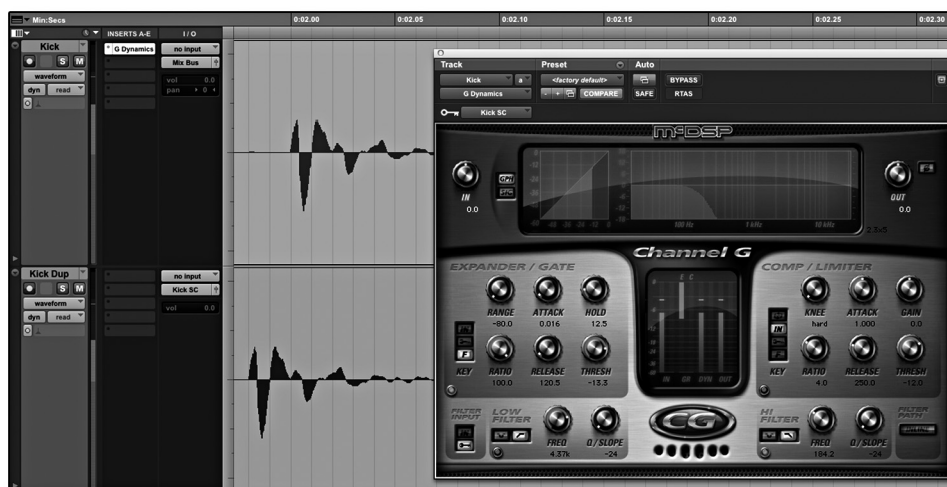 Min:Secs 0:02.00 0:02.05 0:02.10 0:02.15 0:02.20 0:02.25 0:02.30
INSERTS A-E I / O
Kick
G Dynamics
no input
S M
Mix Bus
waveform
dyn read
vol 0.0
pan 0
Kick Dup
no input
S M
Kick SC
waveform
dyn read
vol 0.0
Track Preset Auto
Kick a <factory default> BYPASS
G Dynamics - + COMPARE SAFE RTAS
Kick SC
McDSP
IN
0.0
GPH
OUT
0.0
100 Hz 1 kHz 10 kHz
Channel G
EXPANDER / GATE
RANGE ATTACK HOLD
-80.0 0.016 12.5
F
KEY
RATIO RELEASE THRESH
100.0 120.5 -13.3
IN GR DYN OUT
COMP / LIMITER
KNEE ATTACK GAIN
hard 1.000 0.0
IN
KEY
RATIO RELEASE THRESH
4.0 250.0 -12.0
FILTER INPUT
LOW FILTER
FREQ Q/SLOPE
4.37k -24
CG
HI FILTER
FREQ Q/SLOPE
104.2 -24
FILTER PATH